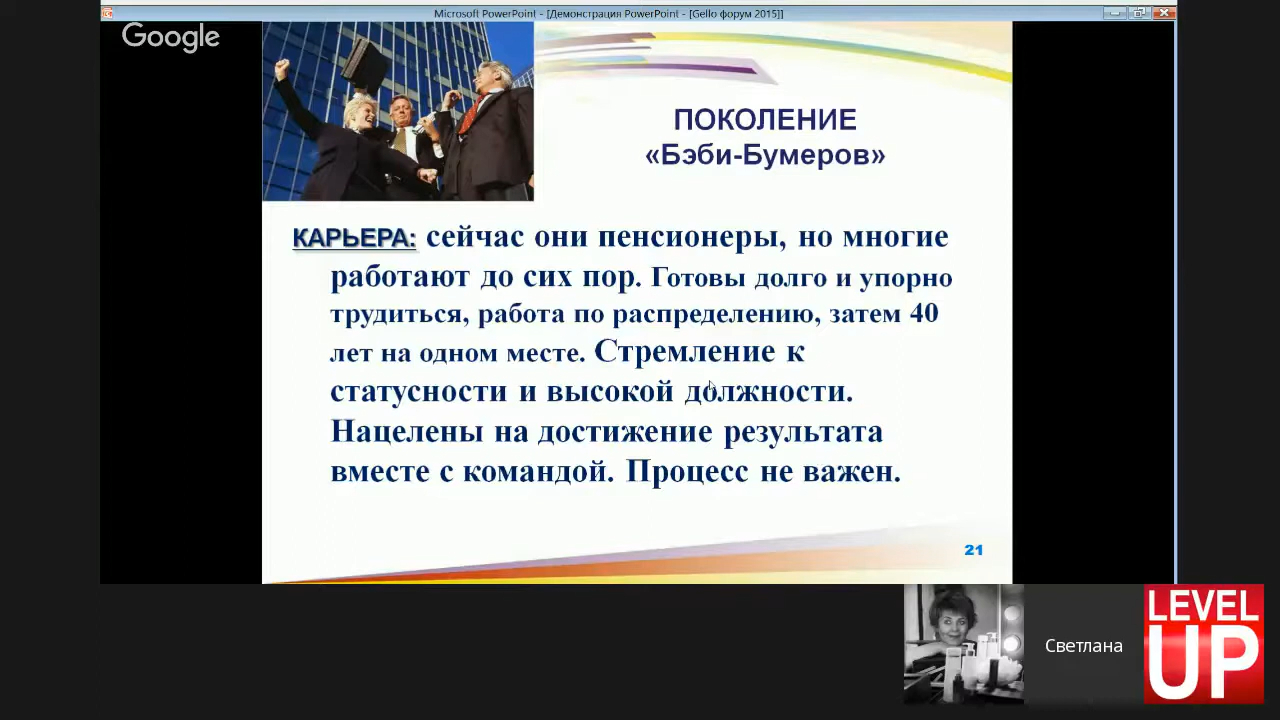 Microsoft PowerPoint - [Демонстрация PowerPoint - [Gello форум 2015]]
Google
ПОКОЛЕНИЕ
«Бэби-Бумеров»
КАРЬЕРА: сейчас они пенсионеры, но многие
работают до сих пор. Готовы долго и упорно
трудиться, работа по распределению, затем 40
лет на одном месте. Стремление к
статусности и высокой должности.
Нацелены на достижение результата
вместе с командой. Процесс не важен.
21
Светлана
LEVEL
UP